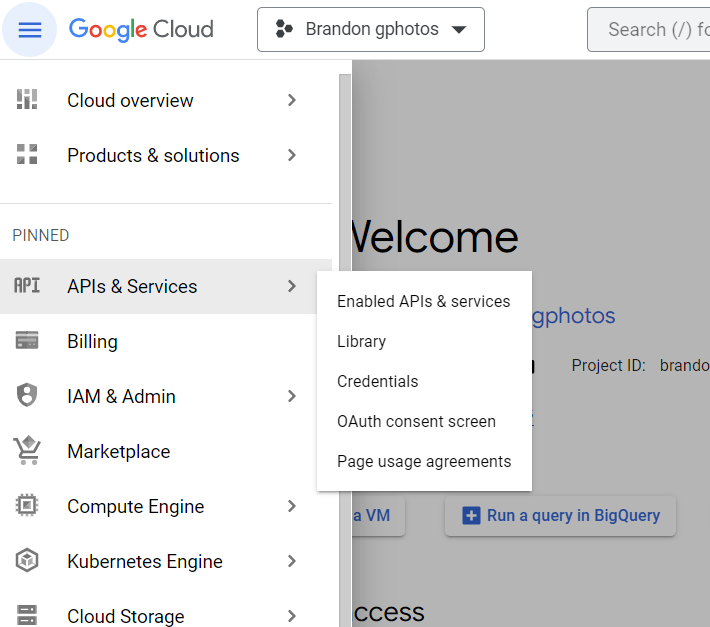 Google Cloud
Brandon gphotos
Search (/) fo
Cloud overview
Products & solutions
PINNED
API
APIs & Services
Billing
IAM & Admin
Marketplace
Compute Engine
Kubernetes Engine
Cloud Storage
Enabled APIs & services
Library
Credentials
OAuth consent screen
Page usage agreements
Welcome
gphotos
Project ID: brando
a VM
Run a query in BigQuery
ccess